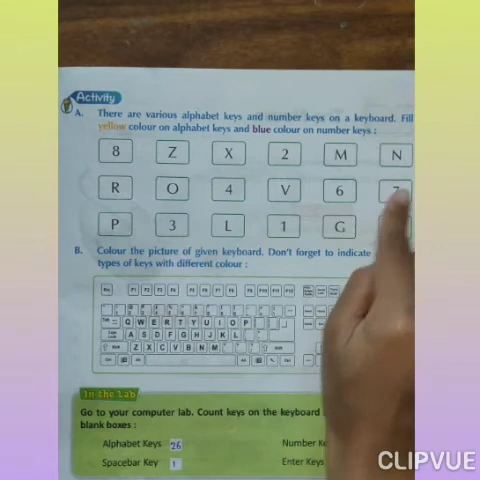 Activity
A. There are various alphabet keys and number keys on a keyboard. Fill
yellow colour on alphabet keys and blue colour on number keys :
8 Z X 2 M N
R O 4 V 6 7
P 3 L 1 G
B. Colour the picture of given keyboard. Don't forget to indicate
types of keys with different colour :
Q W E R T Y U I O P
A S D F G H J K L
Z X C V B N M
In the Lab
Go to your computer lab. Count keys on the keyboard
blank boxes :
Alphabet Keys 26 Number
Spacebar Key 1 Enter Keys
CLIPVUE